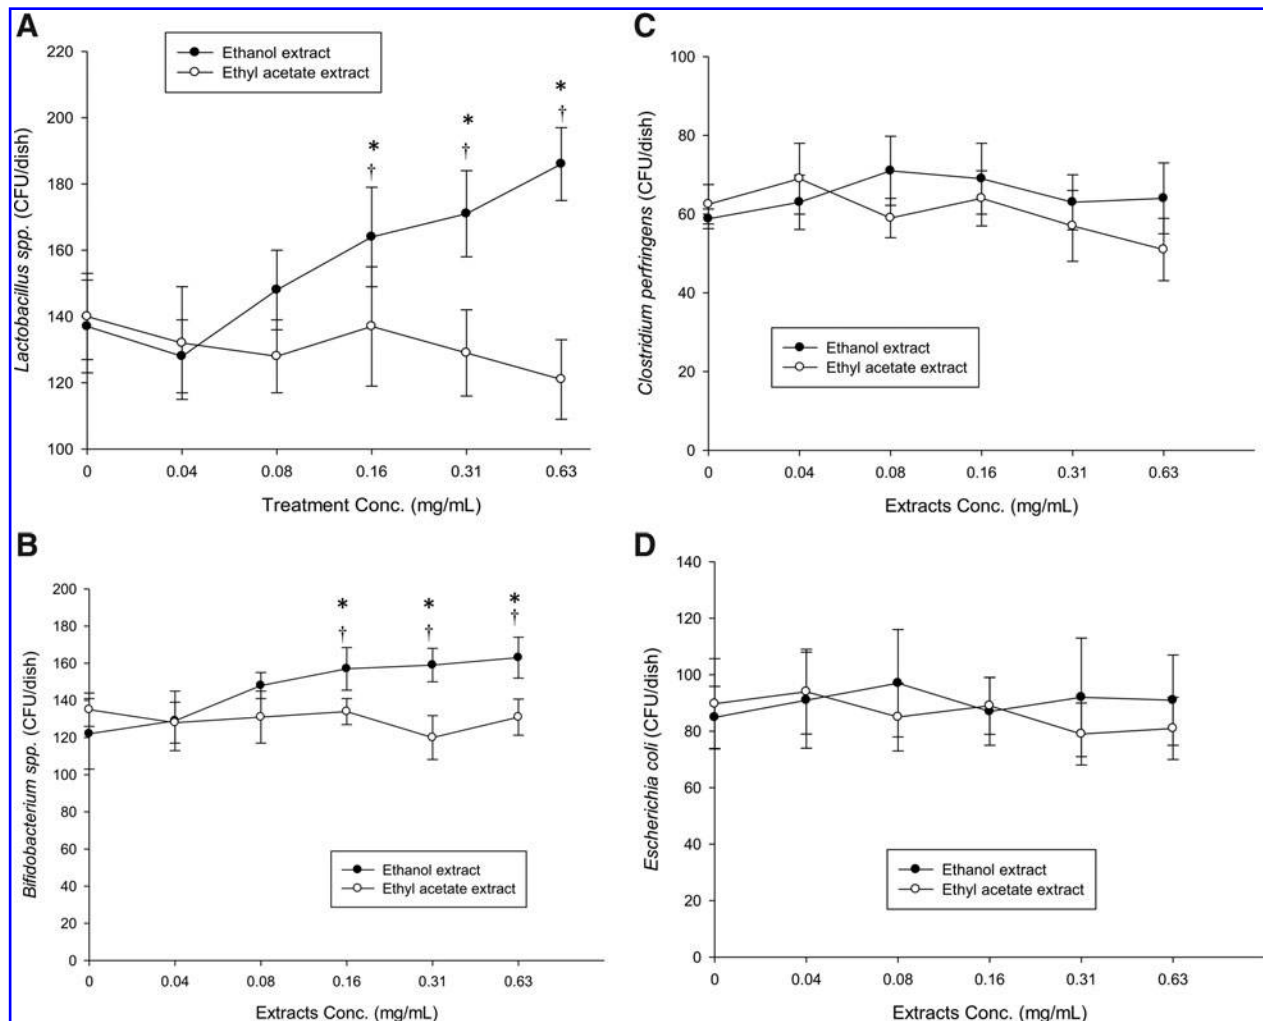 A
Ethanol extract
Ethyl acetate extract
220
200
180
160
140
120
100
Lactobacillus spp. (CFU/dish)
* * *
† † †
0 0.04 0.08 0.16 0.31 0.63
Treatment Conc. (mg/mL)
B
200
180
160
140
120
100
80
60
40
20
0
Bifidobacterium spp. (CFU/dish)
* * *
† † †
Ethanol extract
Ethyl acetate extract
0 0.04 0.08 0.16 0.31 0.63
Extracts Conc. (mg/mL)
C
100
80
60
40
20
0
Clostridium perfringens (CFU/dish)
Ethanol extract
Ethyl acetate extract
0 0.04 0.08 0.16 0.31 0.63
Extracts Conc. (mg/mL)
D
140
120
100
80
60
40
20
0
Escherichia coli (CFU/dish)
Ethanol extract
Ethyl acetate extract
0 0.04 0.08 0.16 0.31 0.63
Extracts Conc. (mg/mL)